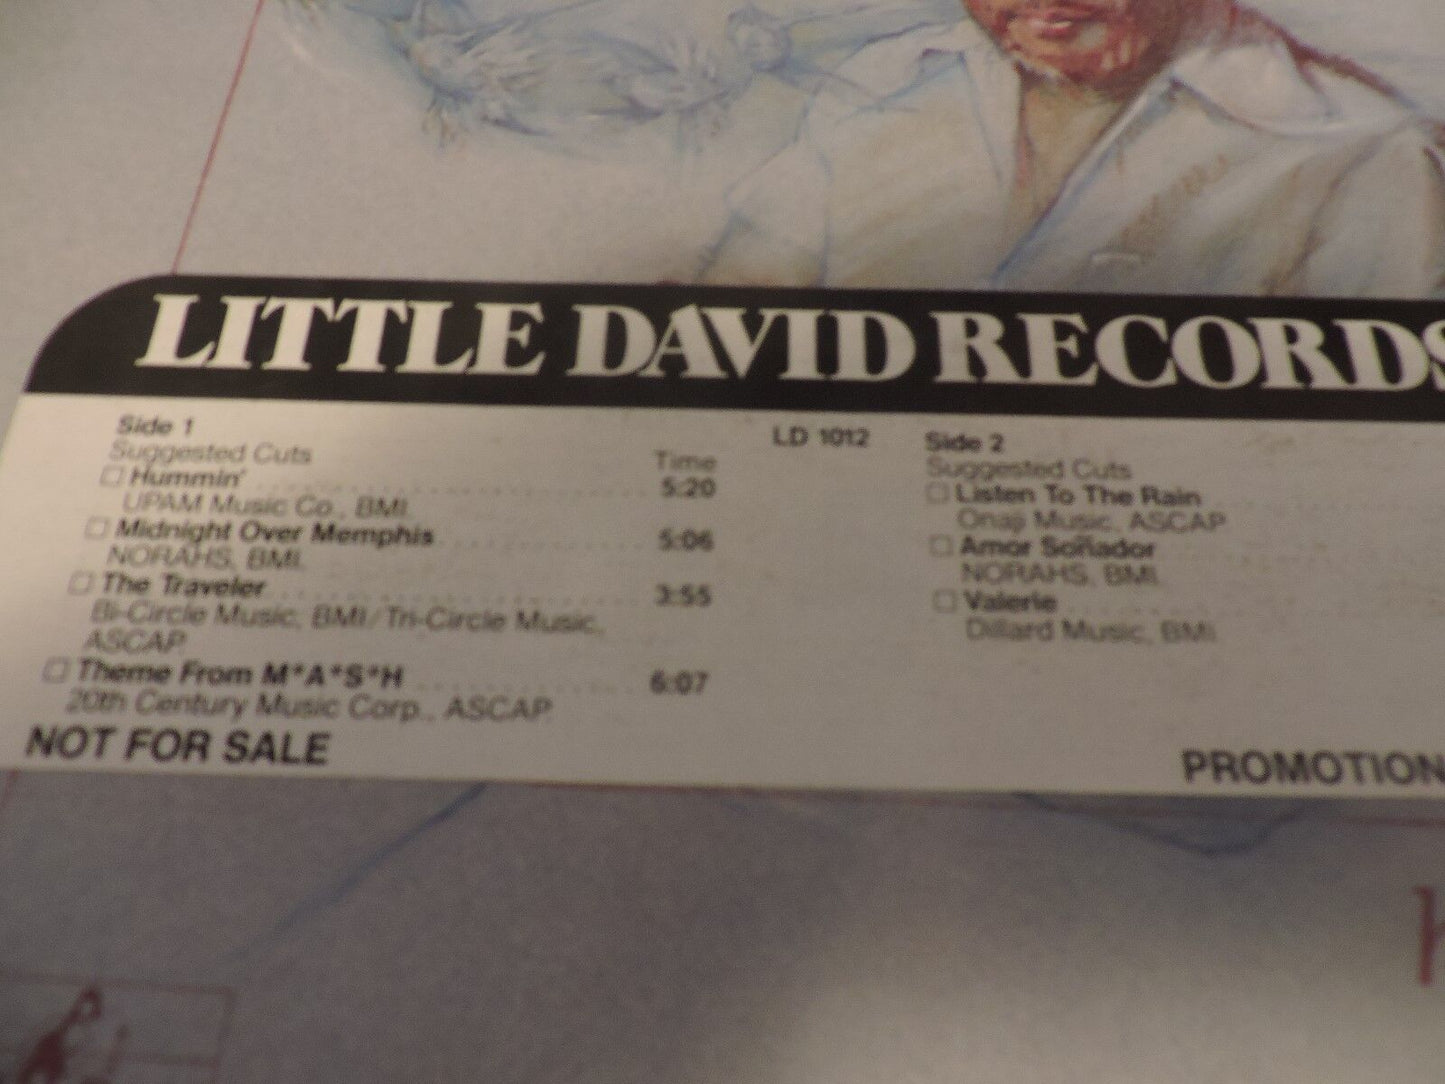 LITTLE DAVID RECORDS
Side 1
LD 1012
Suggested Cuts
Time
Hummin' 5:20
UPAM Music Co., BMI
Midnight Over Memphis 5:06
NORAHS, BMI
The Traveler 3:55
Bi-Circle Music, BMI/Tri-Circle Music,
ASCAP
Theme From M*A*S*H 6:07
20th Century Music Corp., ASCAP
NOT FOR SALE
Side 2
Suggested Cuts
Listen To The Rain
Onaji Music, ASCAP
Amor Soñador
NORAHS, BMI
Valerie
Dillard Music, BMI
PROMOTION